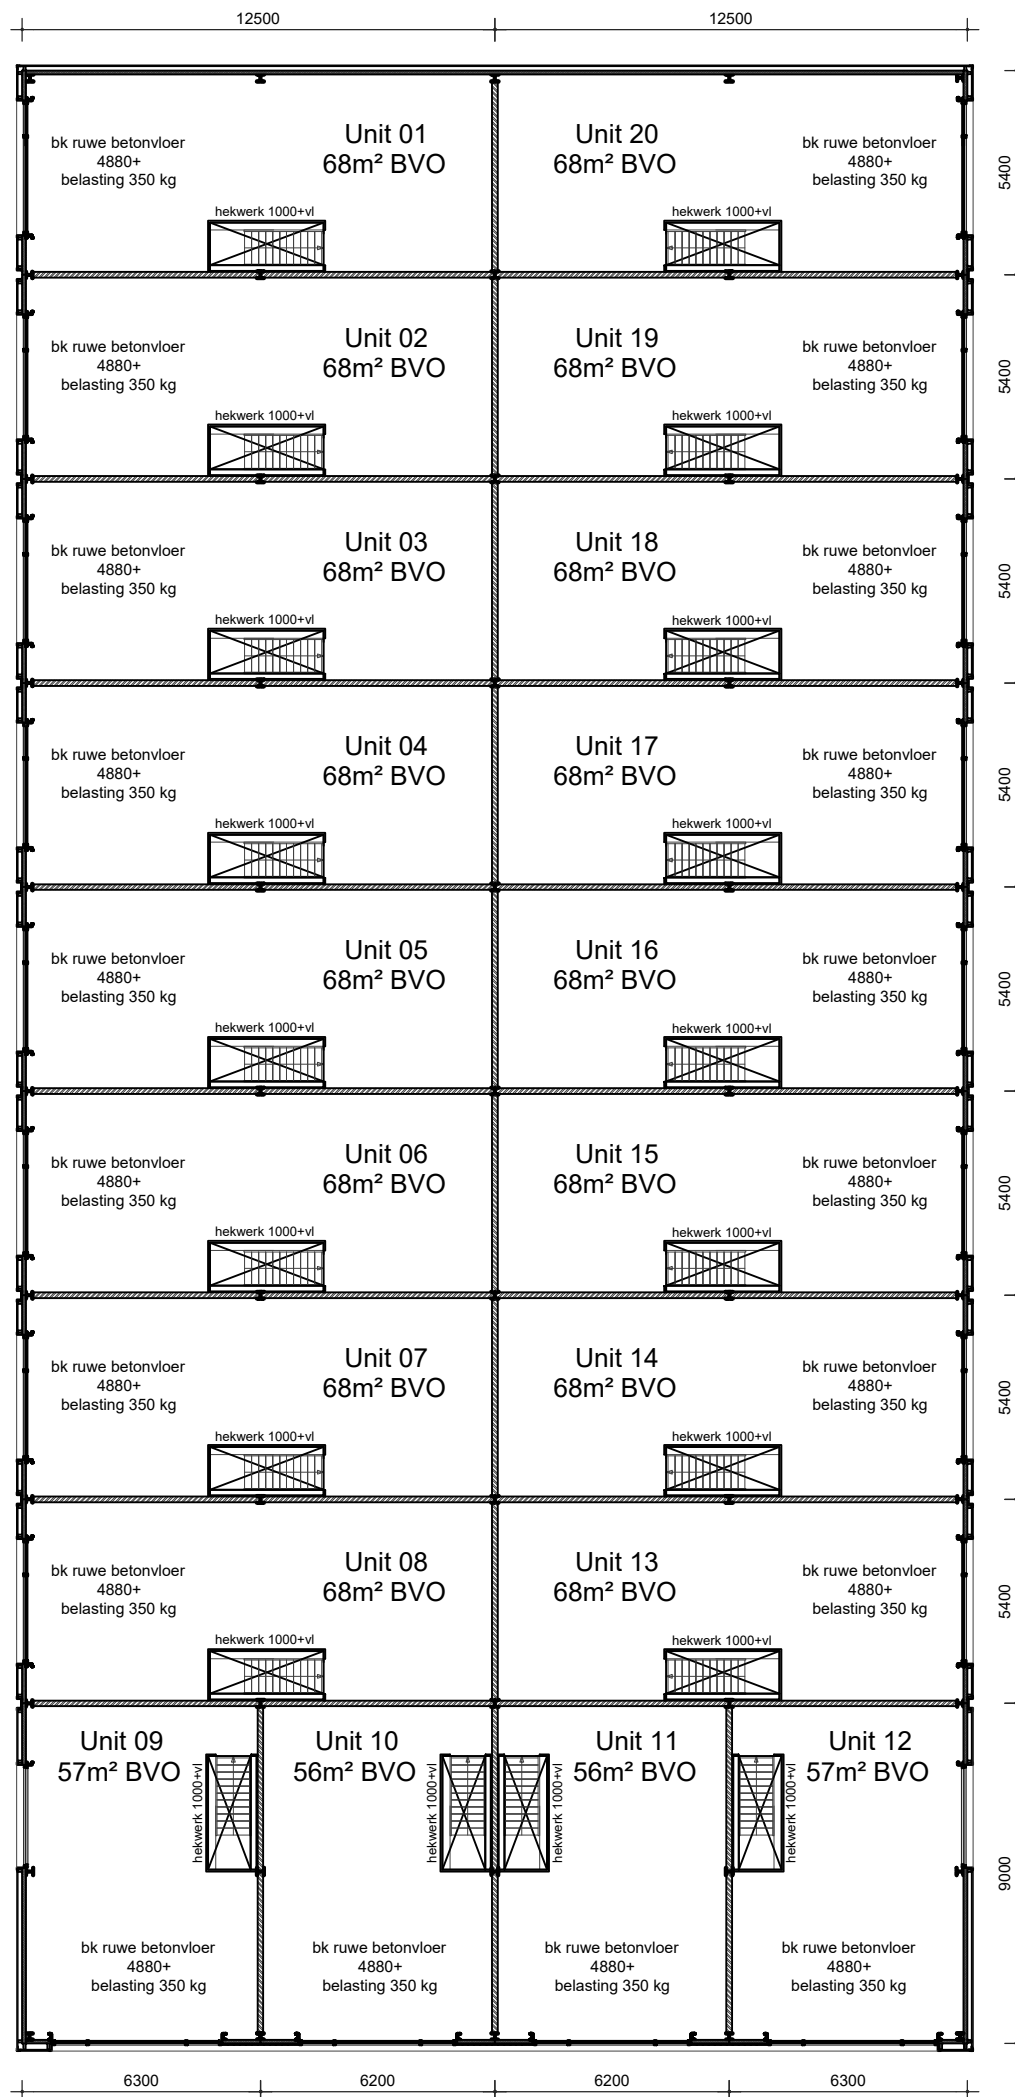 12500
12500
Unit 01
68m² BVO
Unit 20
68m² BVO
bk ruwe betonvloer
4880+
belasting 350 kg
bk ruwe betonvloer
4880+
belasting 350 kg
5400
hekwerk 1000+vl
hekwerk 1000+vl
Unit 02
68m² BVO
Unit 19
68m² BVO
bk ruwe betonvloer
4880+
belasting 350 kg
bk ruwe betonvloer
4880+
belasting 350 kg
5400
hekwerk 1000+vl
hekwerk 1000+vl
Unit 03
68m² BVO
Unit 18
68m² BVO
bk ruwe betonvloer
4880+
belasting 350 kg
bk ruwe betonvloer
4880+
belasting 350 kg
5400
hekwerk 1000+vl
hekwerk 1000+vl
Unit 04
68m² BVO
Unit 17
68m² BVO
bk ruwe betonvloer
4880+
belasting 350 kg
bk ruwe betonvloer
4880+
belasting 350 kg
5400
hekwerk 1000+vl
hekwerk 1000+vl
Unit 05
68m² BVO
Unit 16
68m² BVO
bk ruwe betonvloer
4880+
belasting 350 kg
bk ruwe betonvloer
4880+
belasting 350 kg
5400
hekwerk 1000+vl
hekwerk 1000+vl
Unit 06
68m² BVO
Unit 15
68m² BVO
bk ruwe betonvloer
4880+
belasting 350 kg
bk ruwe betonvloer
4880+
belasting 350 kg
5400
hekwerk 1000+vl
hekwerk 1000+vl
Unit 07
68m² BVO
Unit 14
68m² BVO
bk ruwe betonvloer
4880+
belasting 350 kg
bk ruwe betonvloer
4880+
belasting 350 kg
5400
hekwerk 1000+vl
hekwerk 1000+vl
Unit 08
68m² BVO
Unit 13
68m² BVO
bk ruwe betonvloer
4880+
belasting 350 kg
bk ruwe betonvloer
4880+
belasting 350 kg
5400
hekwerk 1000+vl
hekwerk 1000+vl
Unit 09
57m² BVO
Unit 10
56m² BVO
Unit 11
56m² BVO
Unit 12
57m² BVO
hekwerk 1000+vl
hekwerk 1000+vl
hekwerk 1000+vl
hekwerk 1000+vl
9000
bk ruwe betonvloer
4880+
belasting 350 kg
bk ruwe betonvloer
4880+
belasting 350 kg
bk ruwe betonvloer
4880+
belasting 350 kg
bk ruwe betonvloer
4880+
belasting 350 kg
6300
6200
6200
6300